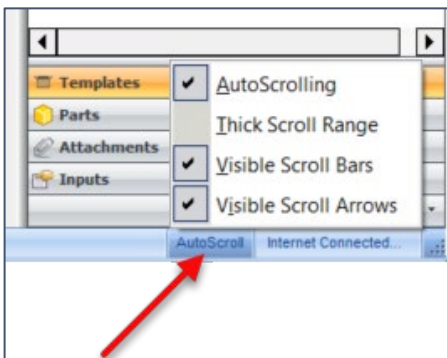 Templates
Parts
Attachments
Inputs
AutoScrolling
Thick Scroll Range
Visible Scroll Bars
Visible Scroll Arrows
AutoScroll Internet Connected...